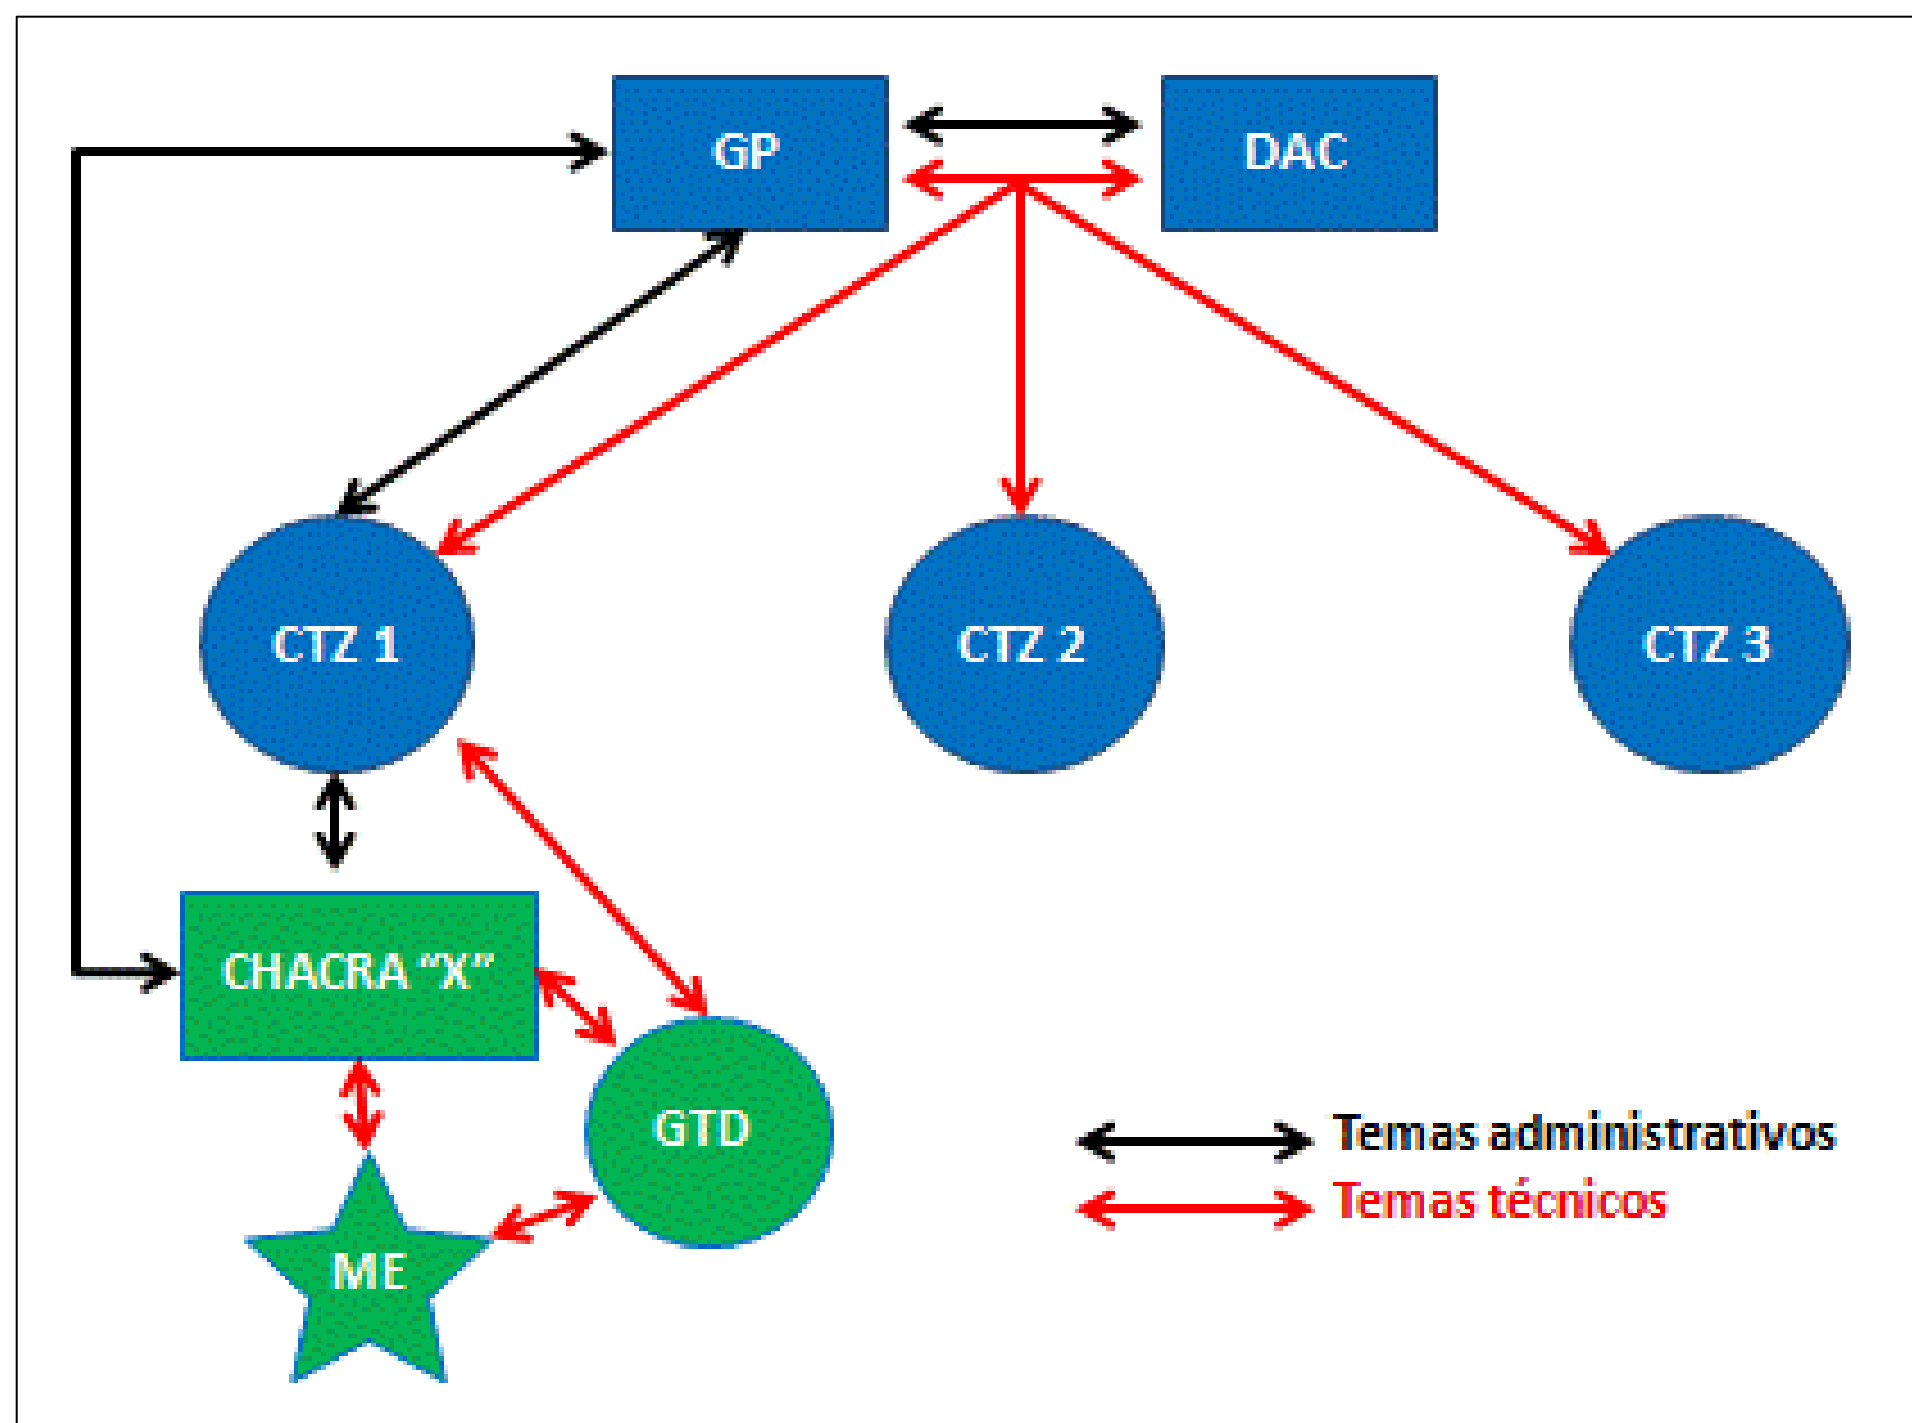 GP
DAC
CTZ 1
CTZ 2
CTZ 3
CHACRA “X”
GTD
ME
Temas administrativos
Temas técnicos